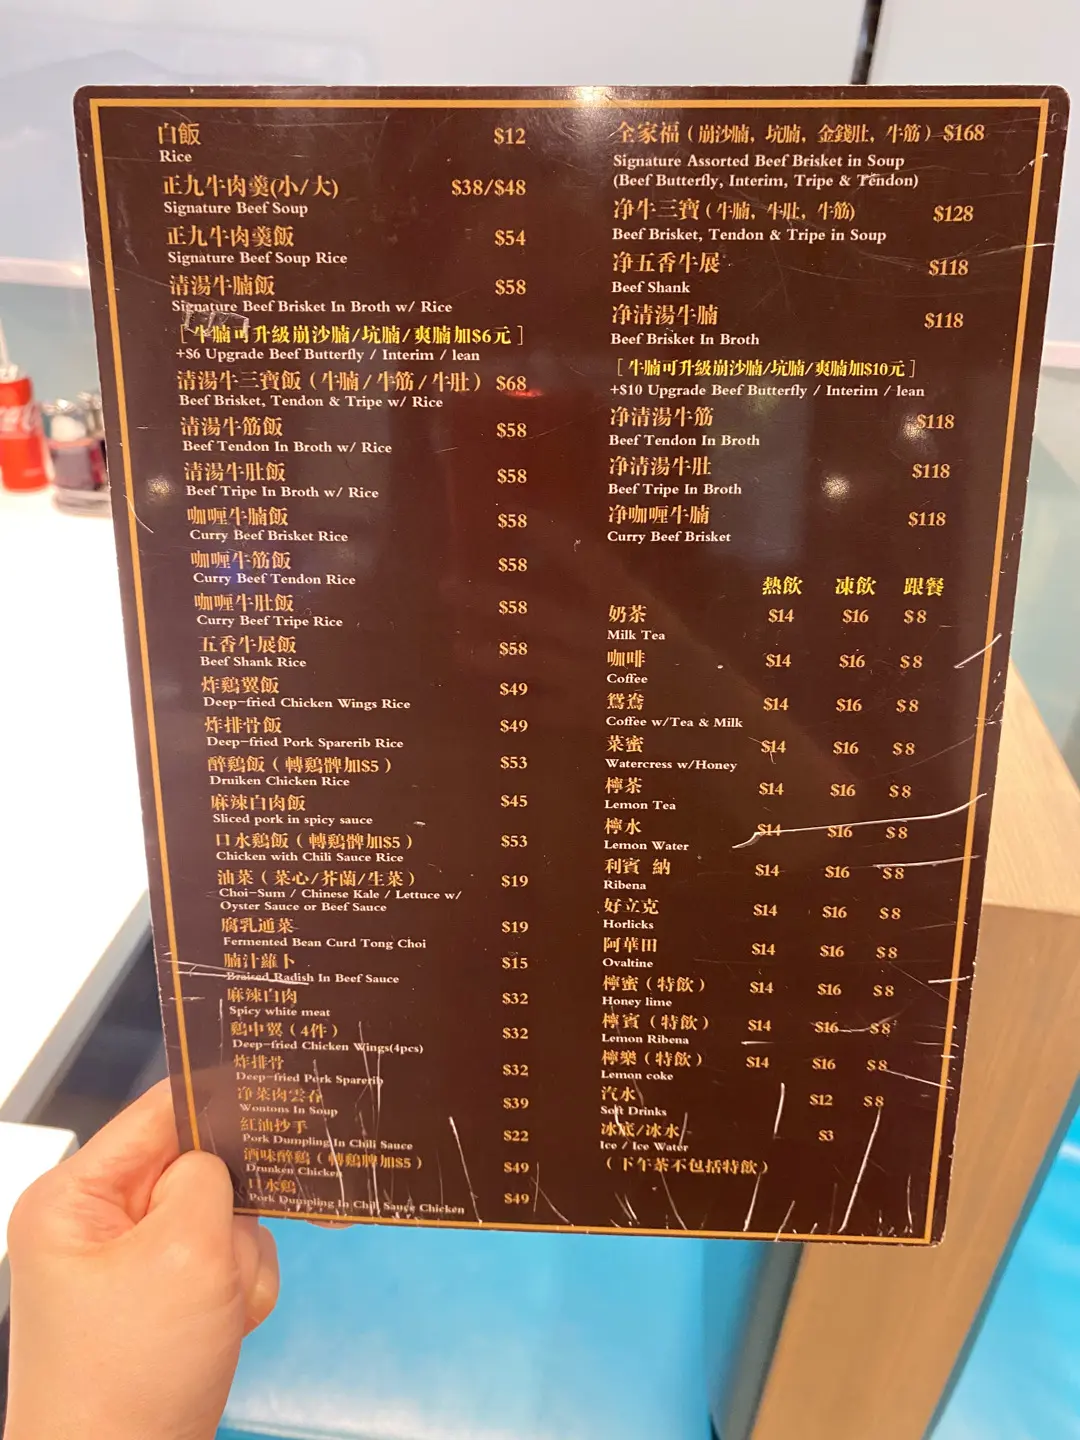 白飯 $12
Rice
正九牛肉羹(小/大) $38/$48
Signature Beef Soup
正九牛肉羹飯 $54
Signature Beef Soup Rice
清湯牛腩飯 $58
Signature Beef Brisket In Broth w/ Rice
[牛腩可升級崩沙腩/坑腩/爽腩加$6元]
+$6 Upgrade Beef Butterfly / Interim / lean
清湯牛三寶飯(牛腩/牛筋/牛肚) $68
Beef Brisket, Tendon & Tripe w/ Rice
清湯牛筋飯 $58
Beef Tendon In Broth w/ Rice
清湯牛肚飯 $58
Beef Tripe In Broth w/ Rice
咖喱牛腩飯 $58
Curry Beef Brisket Rice
咖喱牛筋飯 $58
Curry Beef Tendon Rice
咖喱牛肚飯 $58
Curry Beef Tripe Rice
五香牛展飯 $58
Beef Shank Rice
炸鷄翼飯 $49
Deep-fried Chicken Wings Rice
炸排骨飯 $49
Deep-fried Pork Sparerib Rice
醉鷄飯(轉鷄髀加$5) $53
Druiken Chicken Rice
麻辣白肉飯 $45
Sliced pork in spicy sauce
口水鷄飯(轉鷄髀加$5) $53
Chicken with Chili Sauce Rice
油菜(菜心/芥蘭/生菜) $19
Choi-Sum / Chinese Kale / Lettuce w/
Oyster Sauce or Beef Sauce
腐乳通菜 $19
Fermented Bean Curd Tong Choi
腩汁蘿卜 $15
Braised Radish In Beef Sauce
麻辣白肉 $32
Spicy white meat
鷄中翼(4件) $32
Deep-fried Chicken Wings(4pcs)
炸排骨 $32
Deep-fried Pork Sparerib
净菜肉雲吞 $39
Wontons In Soup
紅油抄手 $22
Pork Dumpling In Chili Sauce
酒味醉鷄(轉鷄髀加$5) $49
Drunken Chicken
口水鷄 $49
Pork Dumpling In Chili Sauce Chicken
全家福(崩沙腩, 坑腩, 金錢肚, 牛筋) $168
Signature Assorted Beef Brisket in Soup
(Beef Butterfly, Interim, Tripe & Tendon)
净牛三寶(牛腩, 牛肚, 牛筋) $128
Beef Brisket, Tendon & Tripe in Soup
净五香牛展 $118
Beef Shank
净清湯牛腩 $118
Beef Brisket In Broth
[牛腩可升級崩沙腩/坑腩/爽腩加$10元]
+$10 Upgrade Beef Butterfly / Interim / lean
净清湯牛筋 $118
Beef Tendon In Broth
净清湯牛肚 $118
Beef Tripe In Broth
净咖喱牛腩 $118
Curry Beef Brisket
熱飲 凍飲 跟餐
奶茶 $14 $16 $8
Milk Tea
咖啡 $14 $16 $8
Coffee
鴛鴦 $14 $16 $8
Coffee w/Tea & Milk
菜蜜 $14 $16 $8
Watercress w/Honey
檸茶 $14 $16 $8
Lemon Tea
檸水 $14 $16 $8
Lemon Water
利賓 納 $14 $16 $8
Ribena
好立克 $14 $16 $8
Horlicks
阿華田 $14 $16 $8
Ovaltine
檸蜜(特飲) $14 $16 $8
Honey lime
檸賓(特飲) $14 $16 $8
Lemon Ribena
檸樂(特飲) $14 $16 $8
Lemon coke
汽水 $12 $8
Soft Drinks
冰底/冰水 $3
Ice / Ice Water
(下午茶不包括特飲)